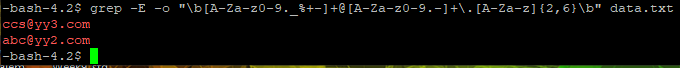 -bash-4.2$ grep -E -o "\b[A-Za-z0-9._%+-]+@[A-Za-z0-9.-]+\.[A-Za-z]{2,6}\b" data.txt
ccs@yy3.com
abc@yy2.com
-bash-4.2$